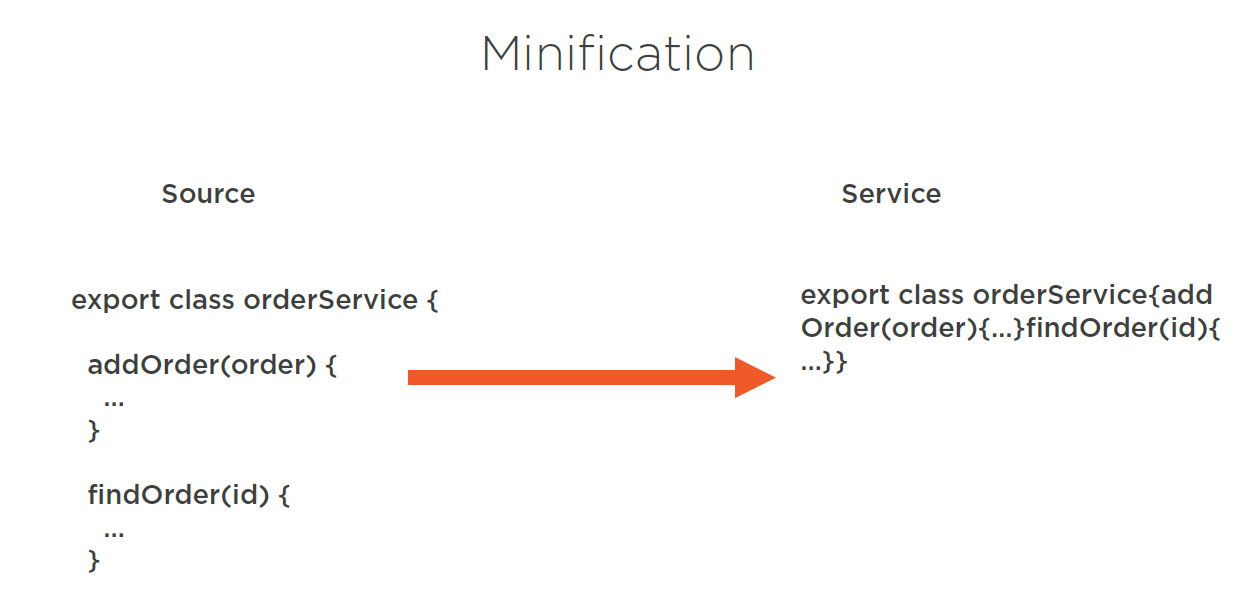 Minification
Source
Service
export class orderService {
addOrder(order) {
...
}
findOrder(id) {
...
}
export class orderService{add
Order(order){...}findOrder(id){
...}}